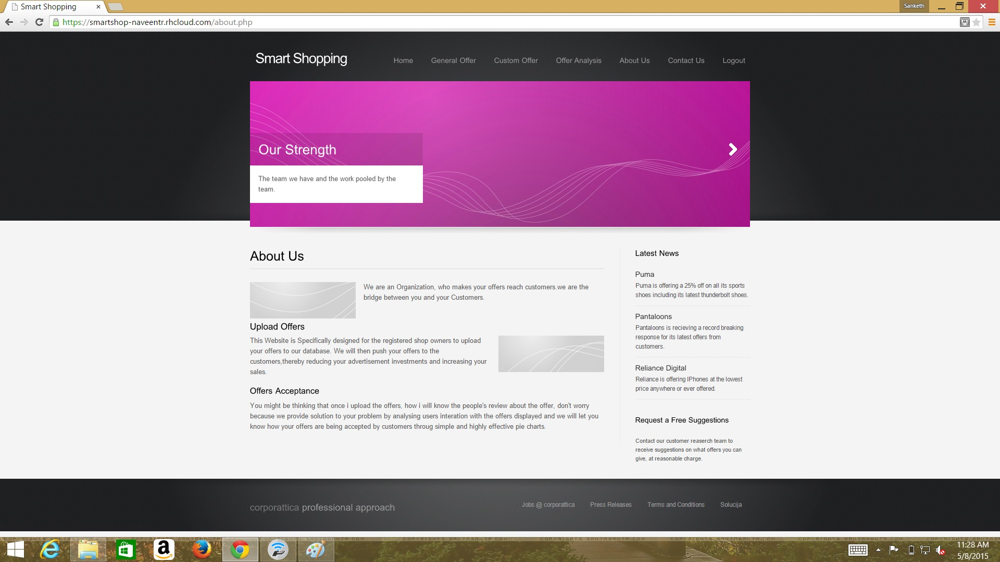 Smart Shopping
Sanketh
https://smartshop-naveentr.rhcloud.com/about.php
Smart Shopping
Home
General Offer
Custom Offer
Offer Analysis
About Us
Contact Us
Logout
Our Strength
The team we have and the work pooled by the
team.
About Us
We are an Organization, who makes your offers reach customers.we are the
bridge between you and your Customers.
Upload Offers
This Website is Specifically designed for the registered shop owners to upload
your offers to our database. We will then push your offers to the
customers,thereby reducing your advertisement investments and increasing your
sales.
Offers Acceptance
You might be thinking that once i upload the offers, how i will know the people's review about the offer, don't worry
because we provide solution to your problem by analysing users interation with the offers displayed and we will let you
know how your offers are being accepted by customers throug simple and highly effective pie charts.
Latest News
Puma
Puma is offering a 25% off on all its sports
shoes including its latest thunderbolt shoes.
Pantaloons
Pantaloons is recieving a record breaking
response for its latest offers from
customers.
Reliance Digital
Reliance is offering IPhones at the lowest
price anywhere or ever offered.
Request a Free Suggestions
Contact our customer reaserch team to
receive suggestions on what offers you can
give, at reasonable charge.
corporattica professional approach
Jobs @ corporattica
Press Releases
Terms and Conditions
Solucija
COPYRIGHTS SANTABANTA.COM
11:28 AM
5/8/2015